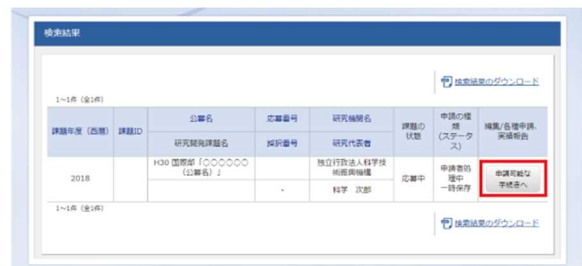 検索結果
検索結果のダウンロード
1～1件（全1件）
課題年度（西暦）
課題ID
公募名
応募番号
研究機関名
課題の
状態
申請の種
類
（ステータ
ス）
編集/各種申請、
実績報告
研究開発課題名
採択番号
研究代表者
2018
H30 国際部「○○○○○○
（公募名）」
独立行政法人科学技
術振興機構
応募中
申請者処
理中
一時保存
申請可能な
手続きへ
-
科学 次郎
1～1件（全1件）
検索結果のダウンロード